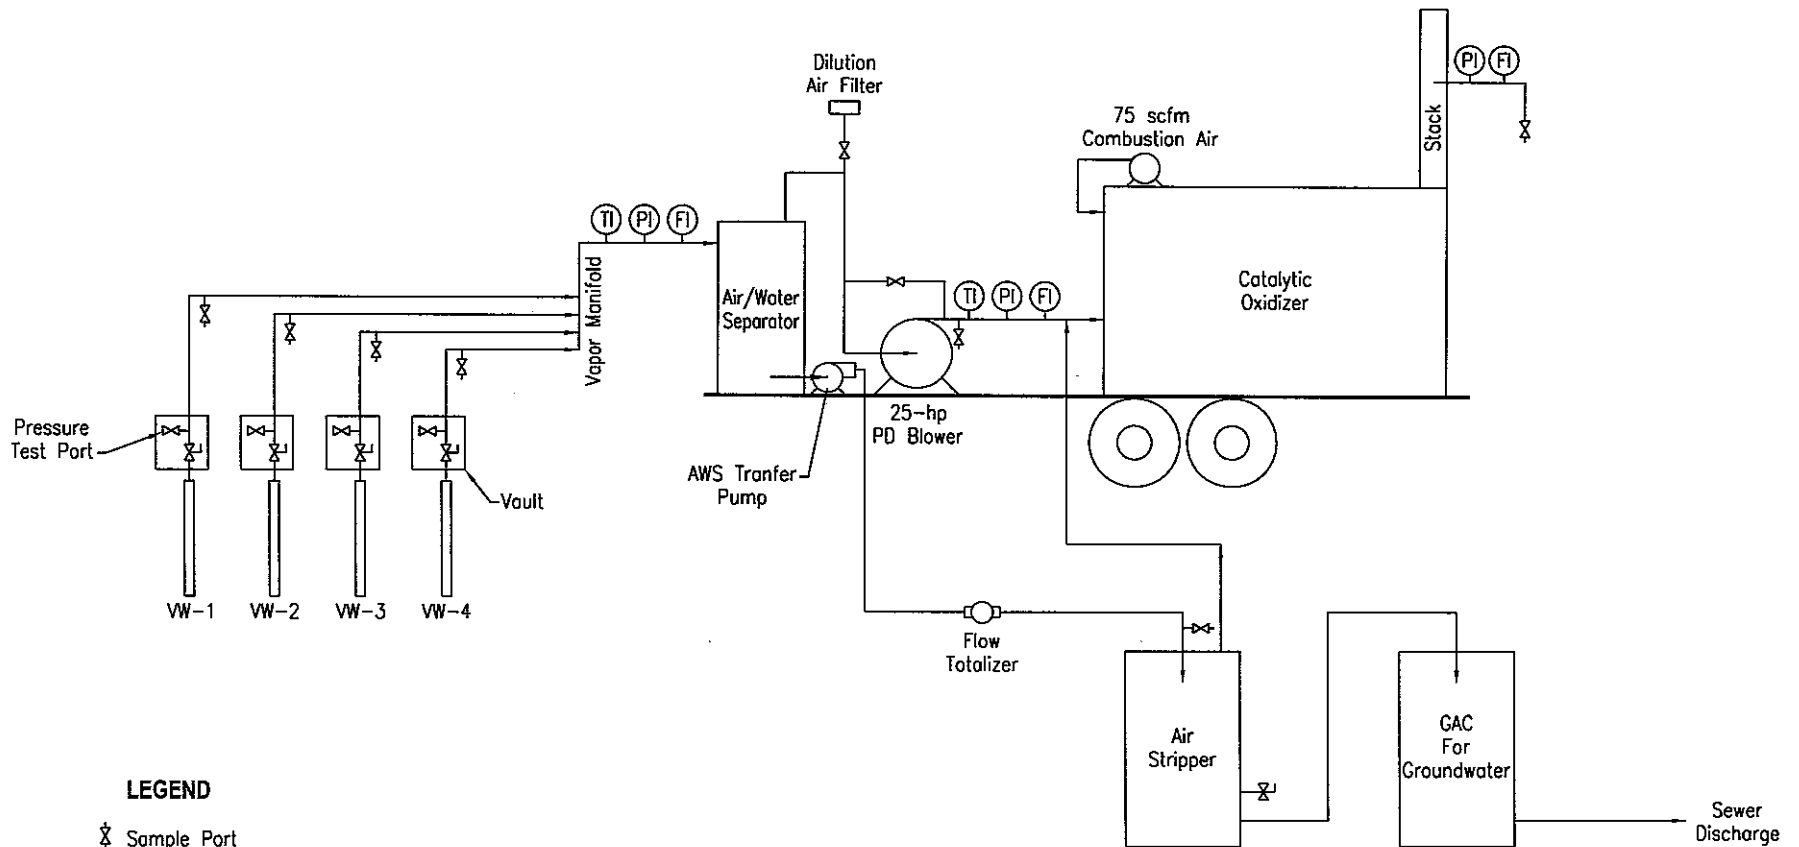 Dilution
Air Filter
PI
FI
75 scfm
Combustion Air
Stack
TI
PI
FI
Vapor Manifold
Air/Water
Separator
TI
PI
FI
Catalytic
Oxidizer
Pressure
Test Port
25-hp
PD Blower
AWS Tranfer
Pump
Vault
VW-1
VW-2
VW-3
VW-4
Flow
Totalizer
Air
Stripper
GAC
For
Groundwater
Sewer
Discharge
LEGEND
Sample Port